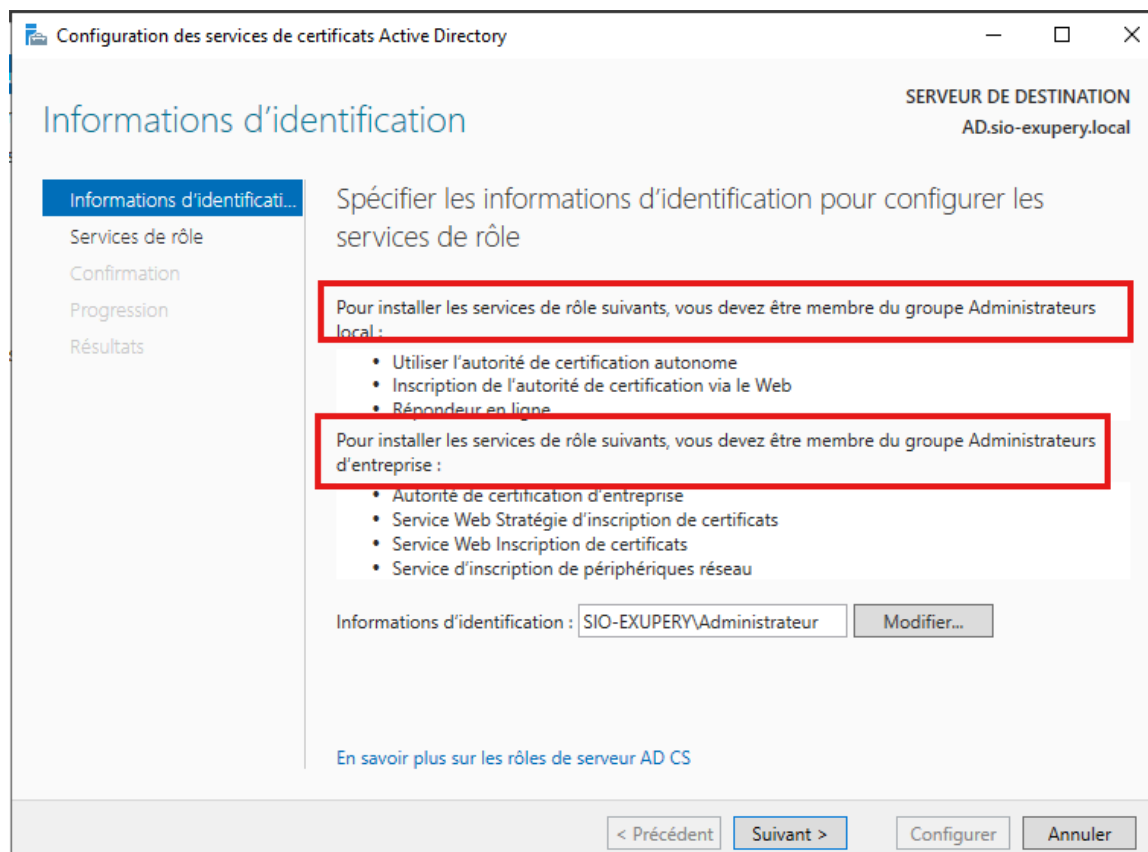 Configuration des services de certificats Active Directory
Informations d'identification
SERVEUR DE DESTINATION
AD.sio-exupery.local
Informations d'identificati...
Services de rôle
Confirmation
Progression
Résultats
Spécifier les informations d'identification pour configurer les
services de rôle
Pour installer les services de rôle suivants, vous devez être membre du groupe Administrateurs
local :
• Utiliser l'autorité de certification autonome
• Inscription de l'autorité de certification via le Web
• Répondeur en ligne
Pour installer les services de rôle suivants, vous devez être membre du groupe Administrateurs
d'entreprise :
• Autorité de certification d'entreprise
• Service Web Stratégie d'inscription de certificats
• Service Web Inscription de certificats
• Service d'inscription de périphériques réseau
Informations d'identification : SIO-EXUPERY\Administrateur Modifier...
En savoir plus sur les rôles de serveur AD CS
< Précédent Suivant > Configurer Annuler